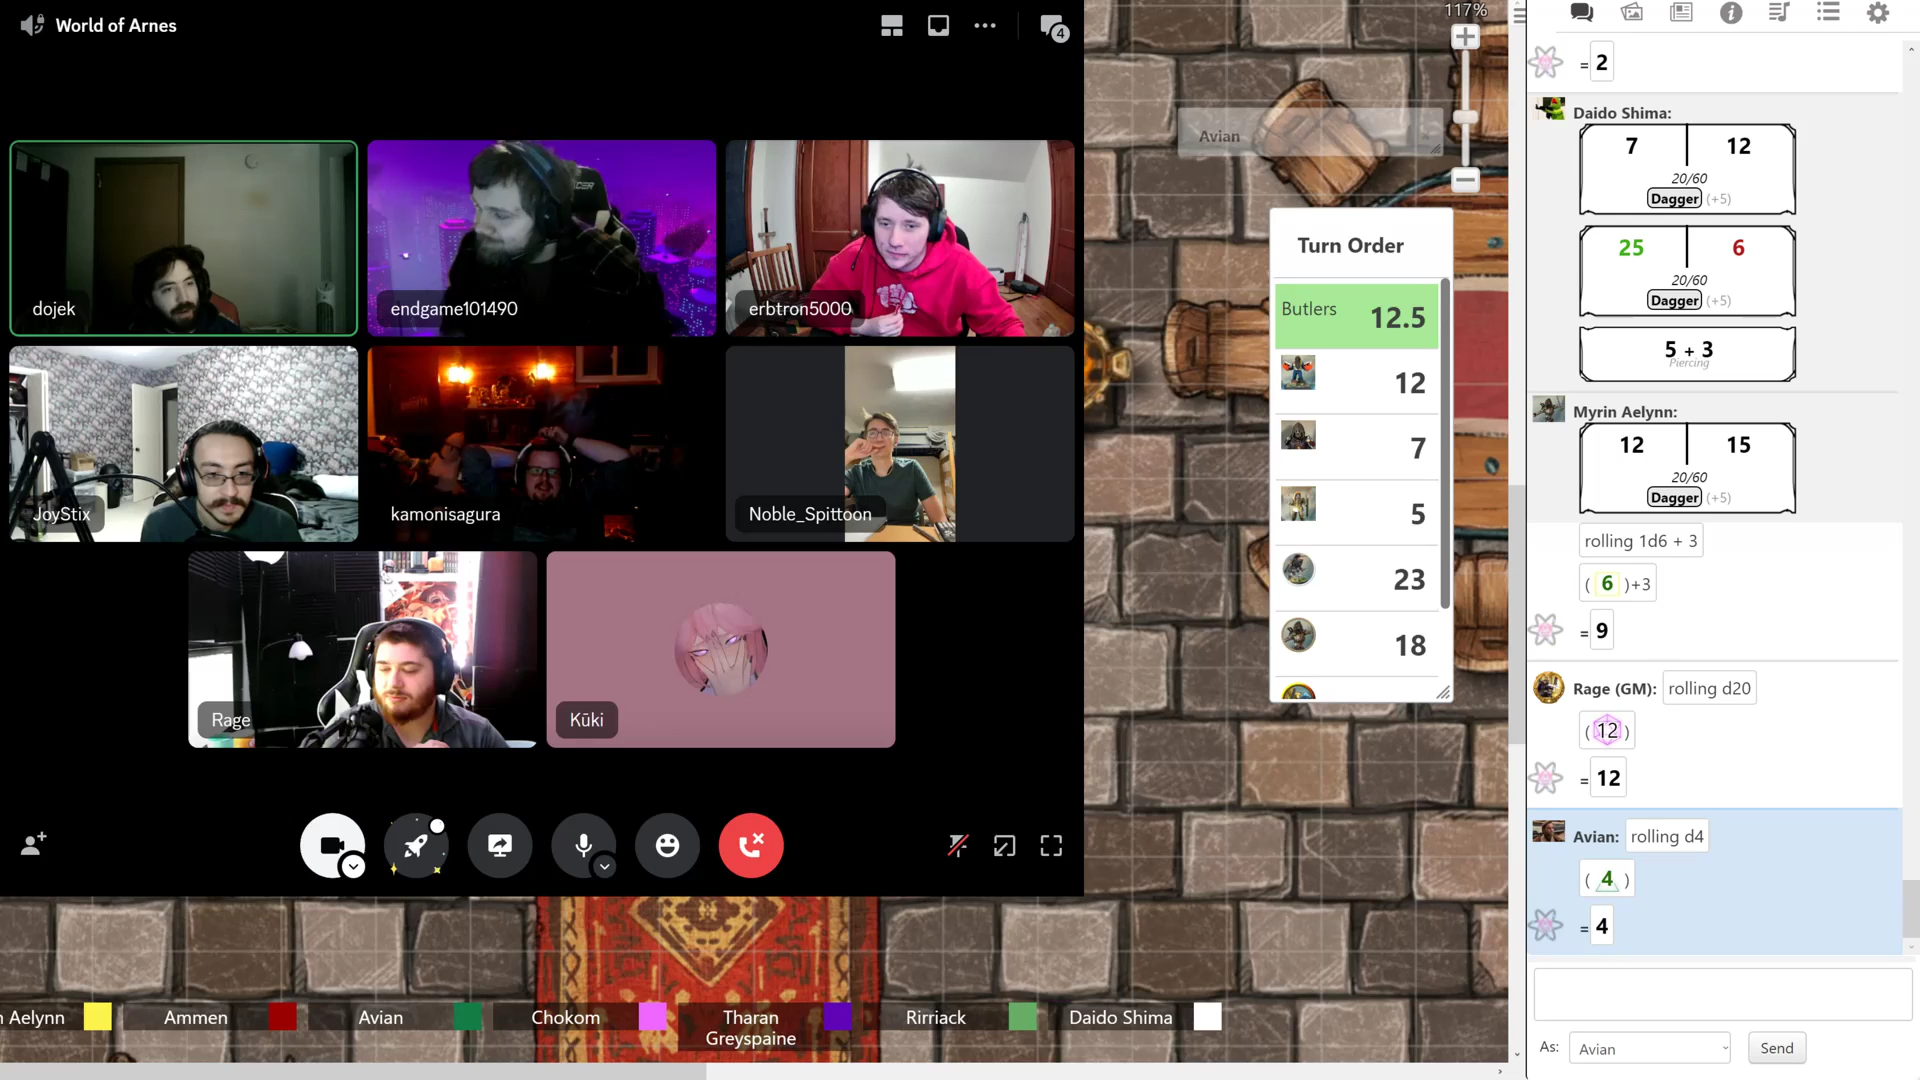 World of Arnes
4
117%
dojek
endgame101490
erbtron5000
JoyStix
kamonisagura
Noble_Spittoon
Rage
Kūki
Avian
Turn Order
Butlers 12.5
12
7
5
23
18
Aelynn
Ammen
Avian
Chokom
Tharan
Greyspaine
Rirriack
Daido Shima
= 2
Daido Shima:
7 12
20/60
Dagger (+5)
25 6
20/60
Dagger (+5)
5 + 3
Piercing
Myrin Aelynn:
12 15
20/60
Dagger (+5)
rolling 1d6 + 3
( 6 )+3
= 9
Rage (GM): rolling d20
( 12 )
= 12
Avian: rolling d4
( 4 )
= 4
As: Avian Send